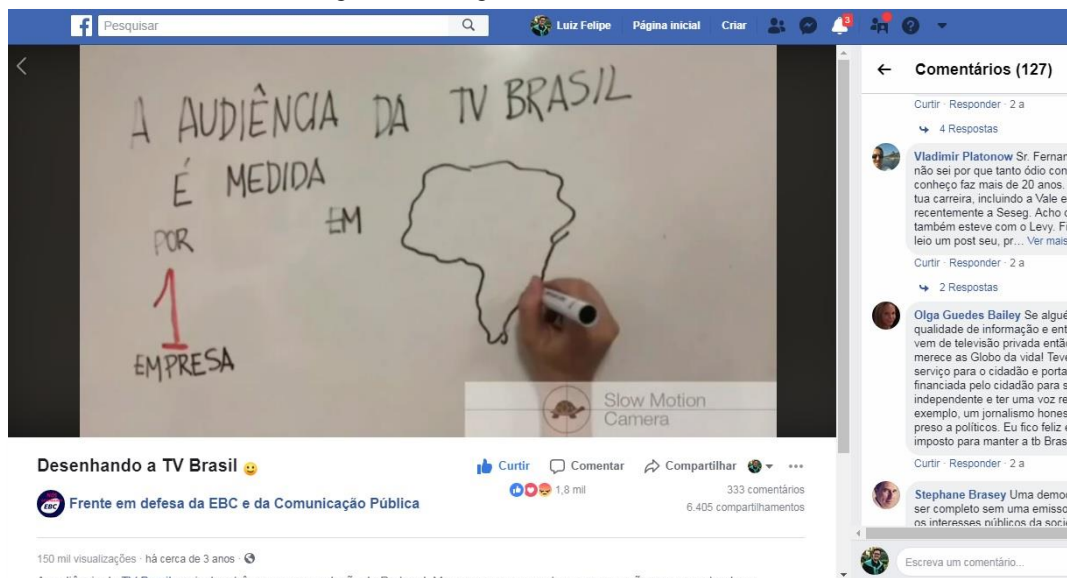 Pesquisar
Luiz Felipe
Página inicial
Criar
3
A AUDIÊNCIA DA TV BRASIL
É MEDIDA
EM
POR
1
EMPRESA
Slow Motion
Camera
Desenhando a TV Brasil
Curtir
Comentar
Compartilhar
EBC
Frente em defesa da EBC e da Comunicação Pública
1,8 mil
333 comentários
6.405 compartilhamentos
150 mil visualizações · há cerca de 3 anos ·
Comentários (127)
Curtir · Responder · 2 a
4 Respostas
Vladimir Platonow Sr. Fernan
não sei por que tanto ódio con
conheço faz mais de 20 anos.
tua carreira, incluindo a Vale e
recentemente a Seseg. Acho
também esteve com o Levy. Fi
leio um post seu, pr... Ver mais
Curtir · Responder · 2 a
2 Respostas
Olga Guedes Bailey Se algué
qualidade de informação e ent
vem de televisão privada entã
merece as Globo da vida! Teve
serviço para o cidadão e porta
financiada pelo cidadão para s
independente e ter uma voz re
exemplo, um jornalismo hones
preso a políticos. Eu fico feliz e
imposto para manter a tb Bras
Curtir · Responder · 2 a
Stephane Brasey Uma democ
ser completo sem uma emisso
os interesses públicos da socie
Escreva um comentário...